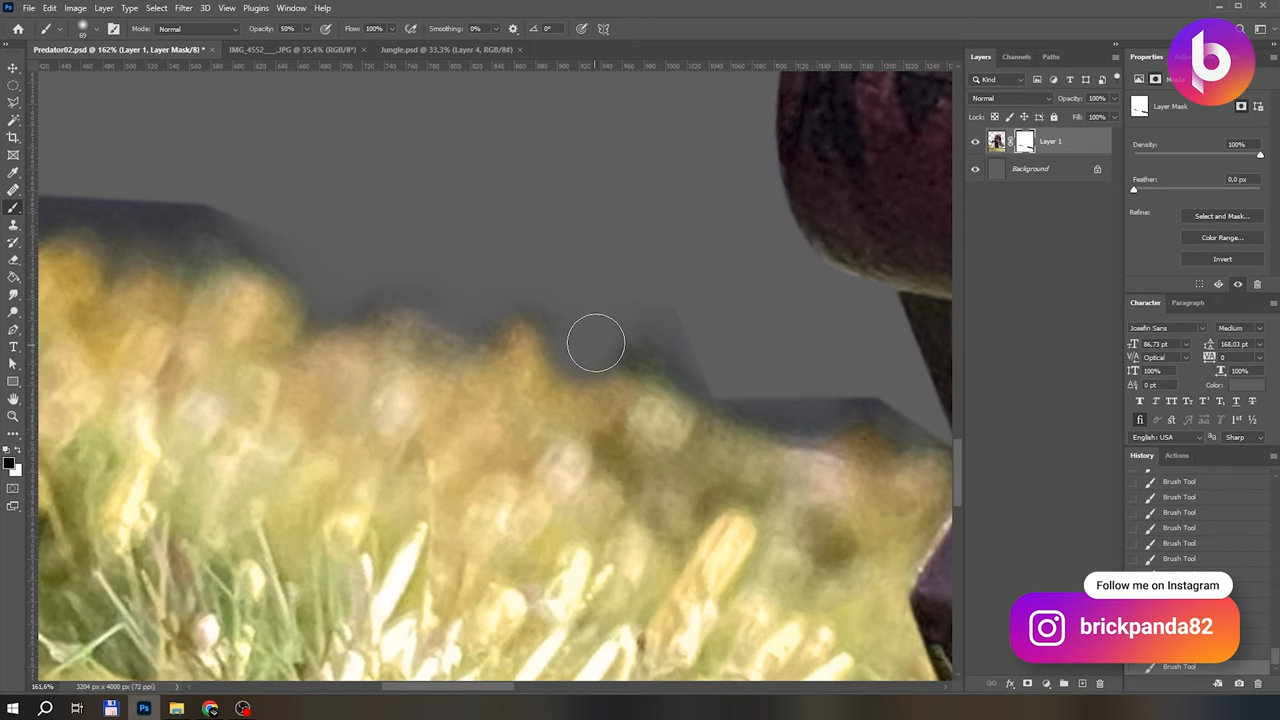 File Edit Image Layer Type Select Filter 3D View Plugins Window Help
69 Mode: Normal Opacity: 50% Flow: 100% Smoothing: 0% 0°
Predator02.psd @ 162% (Layer 1, Layer Mask/8) * IMG_4552___.JPG @ 35,4% (RGB/8*) Jungle.psd @ 33,3% (Layer 4, RGB/8#)
Layers Channels Paths
Kind
Normal Opacity: 100%
Lock: Fill: 100%
Layer 1
Background
Properties
Layer Mask
Density: 100%
Feather: 0,0 px
Refine: Select and Mask...
Color Range...
Invert
Character Paragraph
Josefin Sans Medium
86,73 pt 168,03 pt
Optical 0
100% 100%
0 pt Color:
English: USA Sharp
History Actions
Brush Tool
Brush Tool
Brush Tool
Brush Tool
Brush Tool
Brush Tool
Follow me on Instagram
brickpanda82
Brush Tool
161,6% 3204 px x 4000 px (72 ppi)